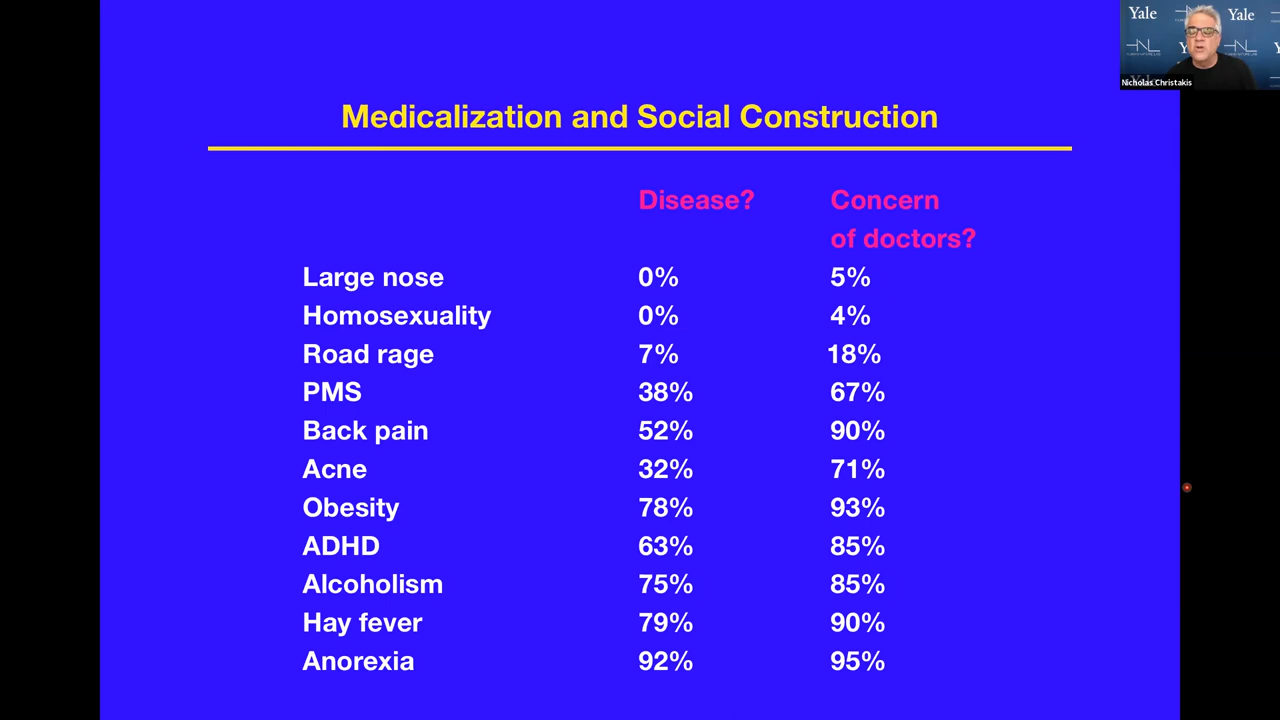 Medicalization and Social Construction
Disease? Concern
of doctors?
Large nose 0% 5%
Homosexuality 0% 4%
Road rage 7% 18%
PMS 38% 67%
Back pain 52% 90%
Acne 32% 71%
Obesity 78% 93%
ADHD 63% 85%
Alcoholism 75% 85%
Hay fever 79% 90%
Anorexia 92% 95%
Yale Yale
Nicholas Christakis